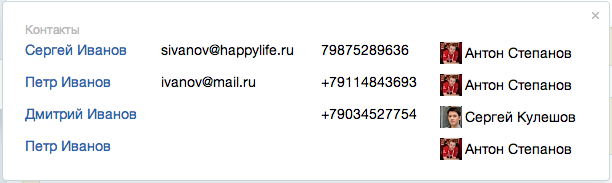 Контакты
Сергей Иванов sivanov@happylife.ru 79875289636 Антон Степанов
Петр Иванов ivanov@mail.ru +79114843693 Антон Степанов
Дмитрий Иванов +79034527754 Сергей Кулешов
Петр Иванов Антон Степанов